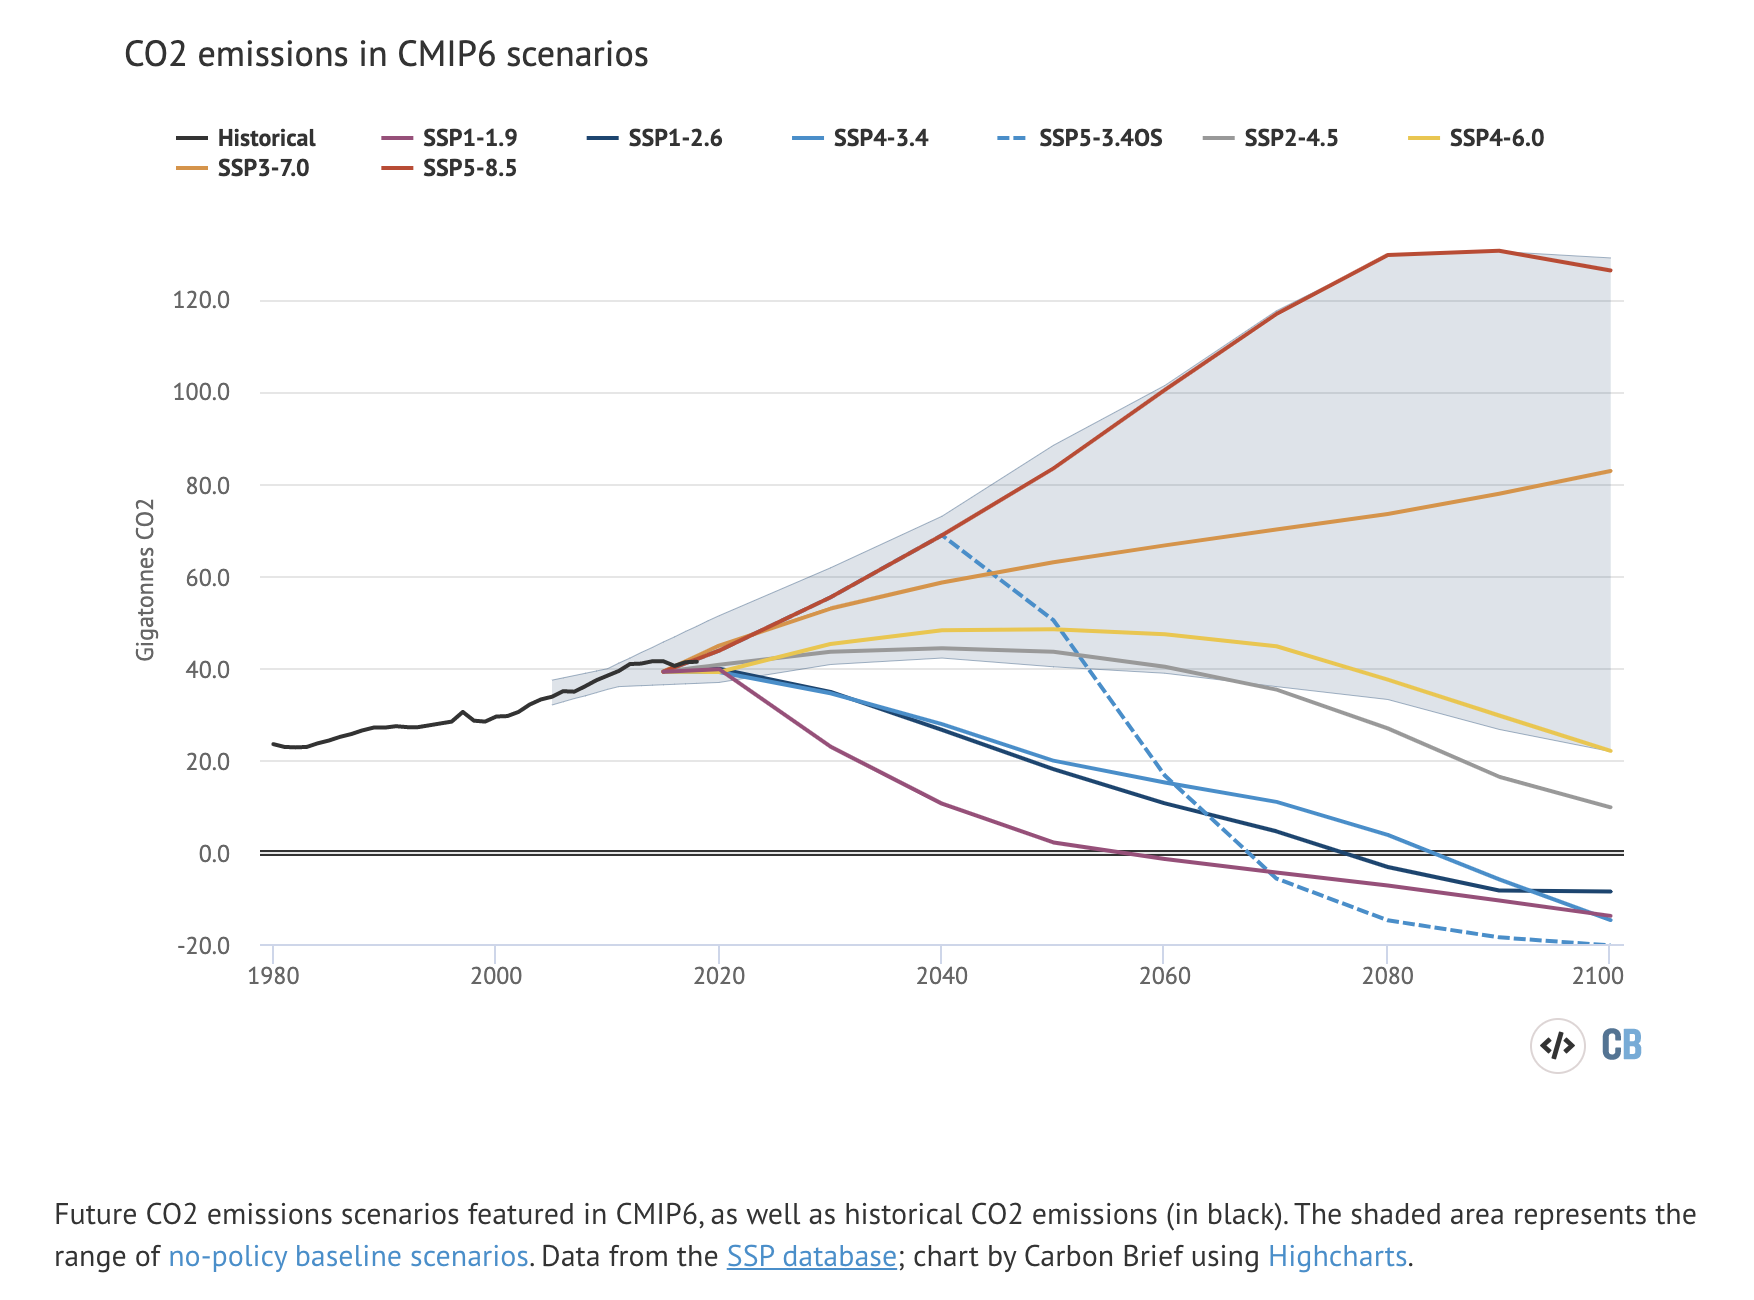 CO2 emissions in CMIP6 scenarios
Historical SSP1-1.9 SSP1-2.6 SSP4-3.4 SSP5-3.4OS SSP2-4.5 SSP4-6.0
SSP3-7.0 SSP5-8.5
Gigatonnes CO2
120.0
100.0
80.0
60.0
40.0
20.0
0.0
-20.0
1980 2000 2020 2040 2060 2080 2100
</> CB
Future CO2 emissions scenarios featured in CMIP6, as well as historical CO2 emissions (in black). The shaded area represents the
range of no-policy baseline scenarios. Data from the SSP database; chart by Carbon Brief using Highcharts.